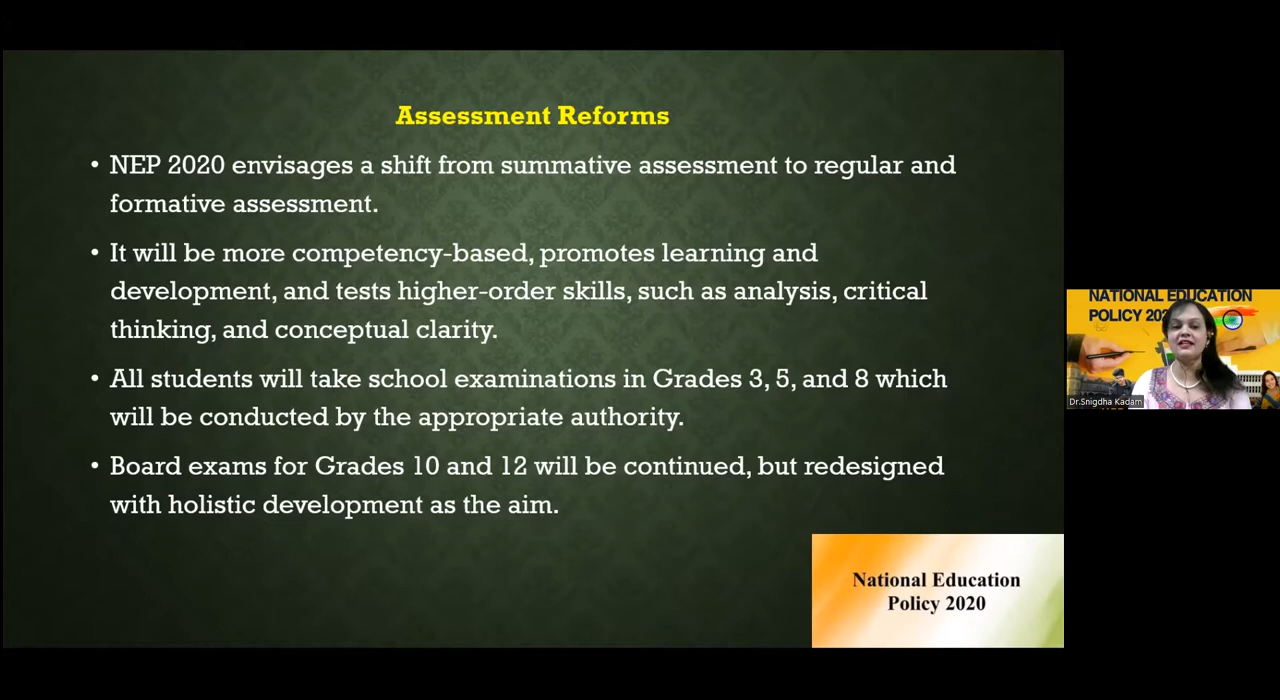 Assessment Reforms
• NEP 2020 envisages a shift from summative assessment to regular and
formative assessment.
• It will be more competency-based, promotes learning and
development, and tests higher-order skills, such as analysis, critical
thinking, and conceptual clarity.
• All students will take school examinations in Grades 3, 5, and 8 which
will be conducted by the appropriate authority.
• Board exams for Grades 10 and 12 will be continued, but redesigned
with holistic development as the aim.
National Education
Policy 2020
NATIONAL EDUCATION
POLICY
Dr.Snigdha Kadam